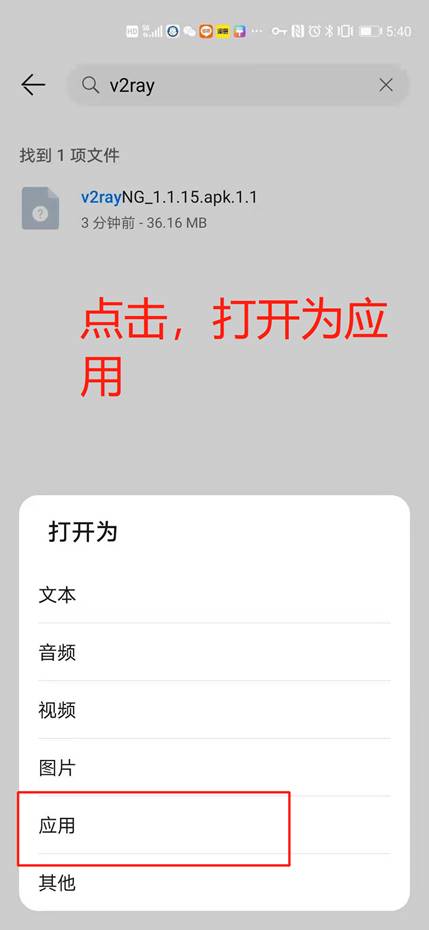 HD 5G 5:40
v2ray
找到 1 项文件
v2rayNG_1.1.15.apk.1.1
3 分钟前 - 36.16 MB
点击，打开为应
用
打开为
文本
音频
视频
图片
应用
其他